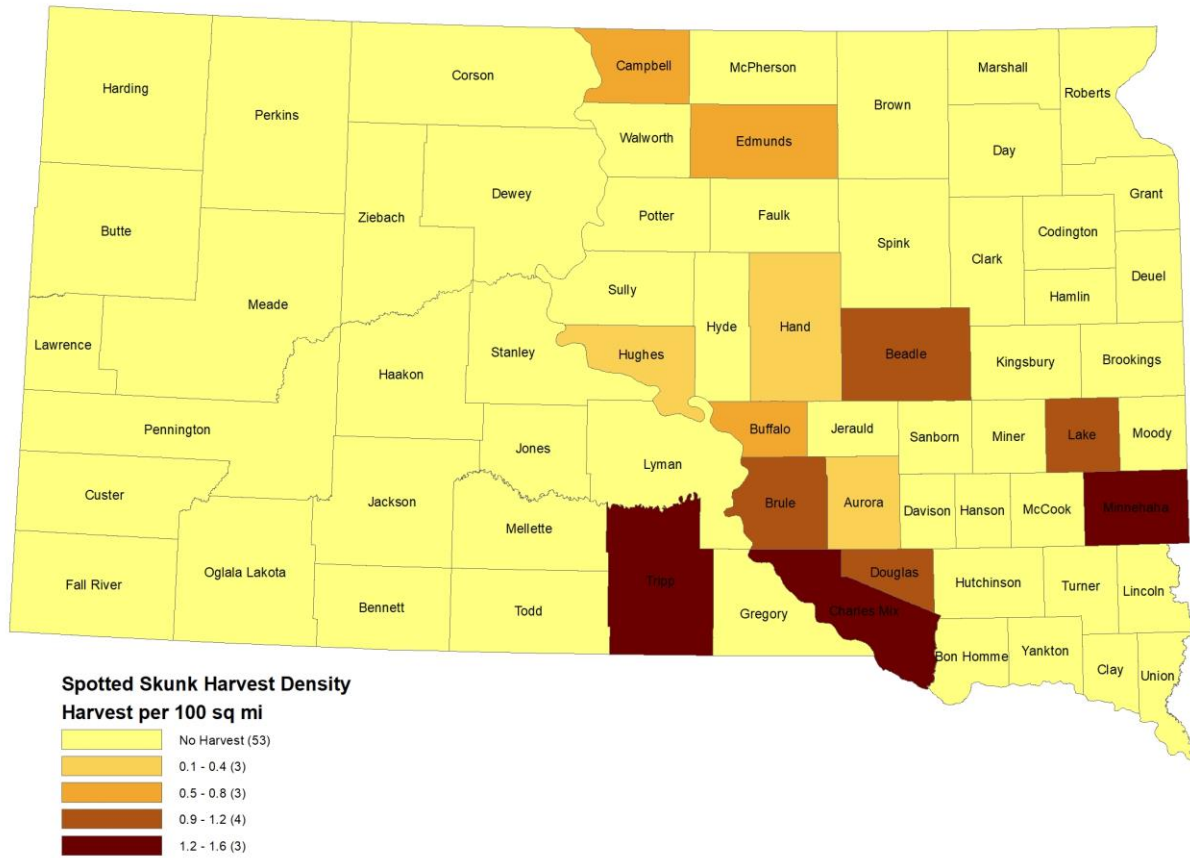 Harding
Perkins
Corson
Campbell
McPherson
Brown
Marshall
Roberts
Walworth
Edmunds
Day
Butte
Ziebach
Dewey
Potter
Faulk
Spink
Clark
Codington
Grant
Deuel
Hamlin
Lawrence
Meade
Sully
Hyde
Hand
Haakon
Stanley
Hughes
Beadle
Kingsbury
Brookings
Pennington
Jones
Lyman
Buffalo
Jerauld
Sanborn
Miner
Lake
Moody
Custer
Jackson
Mellette
Brule
Aurora
Davison
Hanson
McCook
Minnehaha
Fall River
Oglala Lakota
Bennett
Todd
Tripp
Gregory
Charles Mix
Douglas
Hutchinson
Turner
Lincoln
Bon Homme
Yankton
Clay
Union
Spotted Skunk Harvest Density
Harvest per 100 sq mi
No Harvest (53)
0.1 - 0.4 (3)
0.5 - 0.8 (3)
0.9 - 1.2 (4)
1.2 - 1.6 (3)